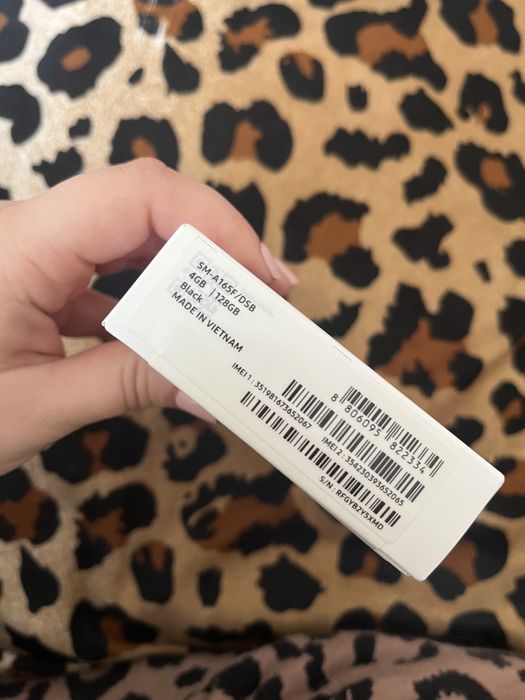 SM-A165F/DSB
4GB | 128GB
Black
MADE IN VIETNAM
8 806095 822334
IMEI 1 : 351981673652067
IMEI 2 : 354230393652065
S/N : RFGYB2Y5XMD